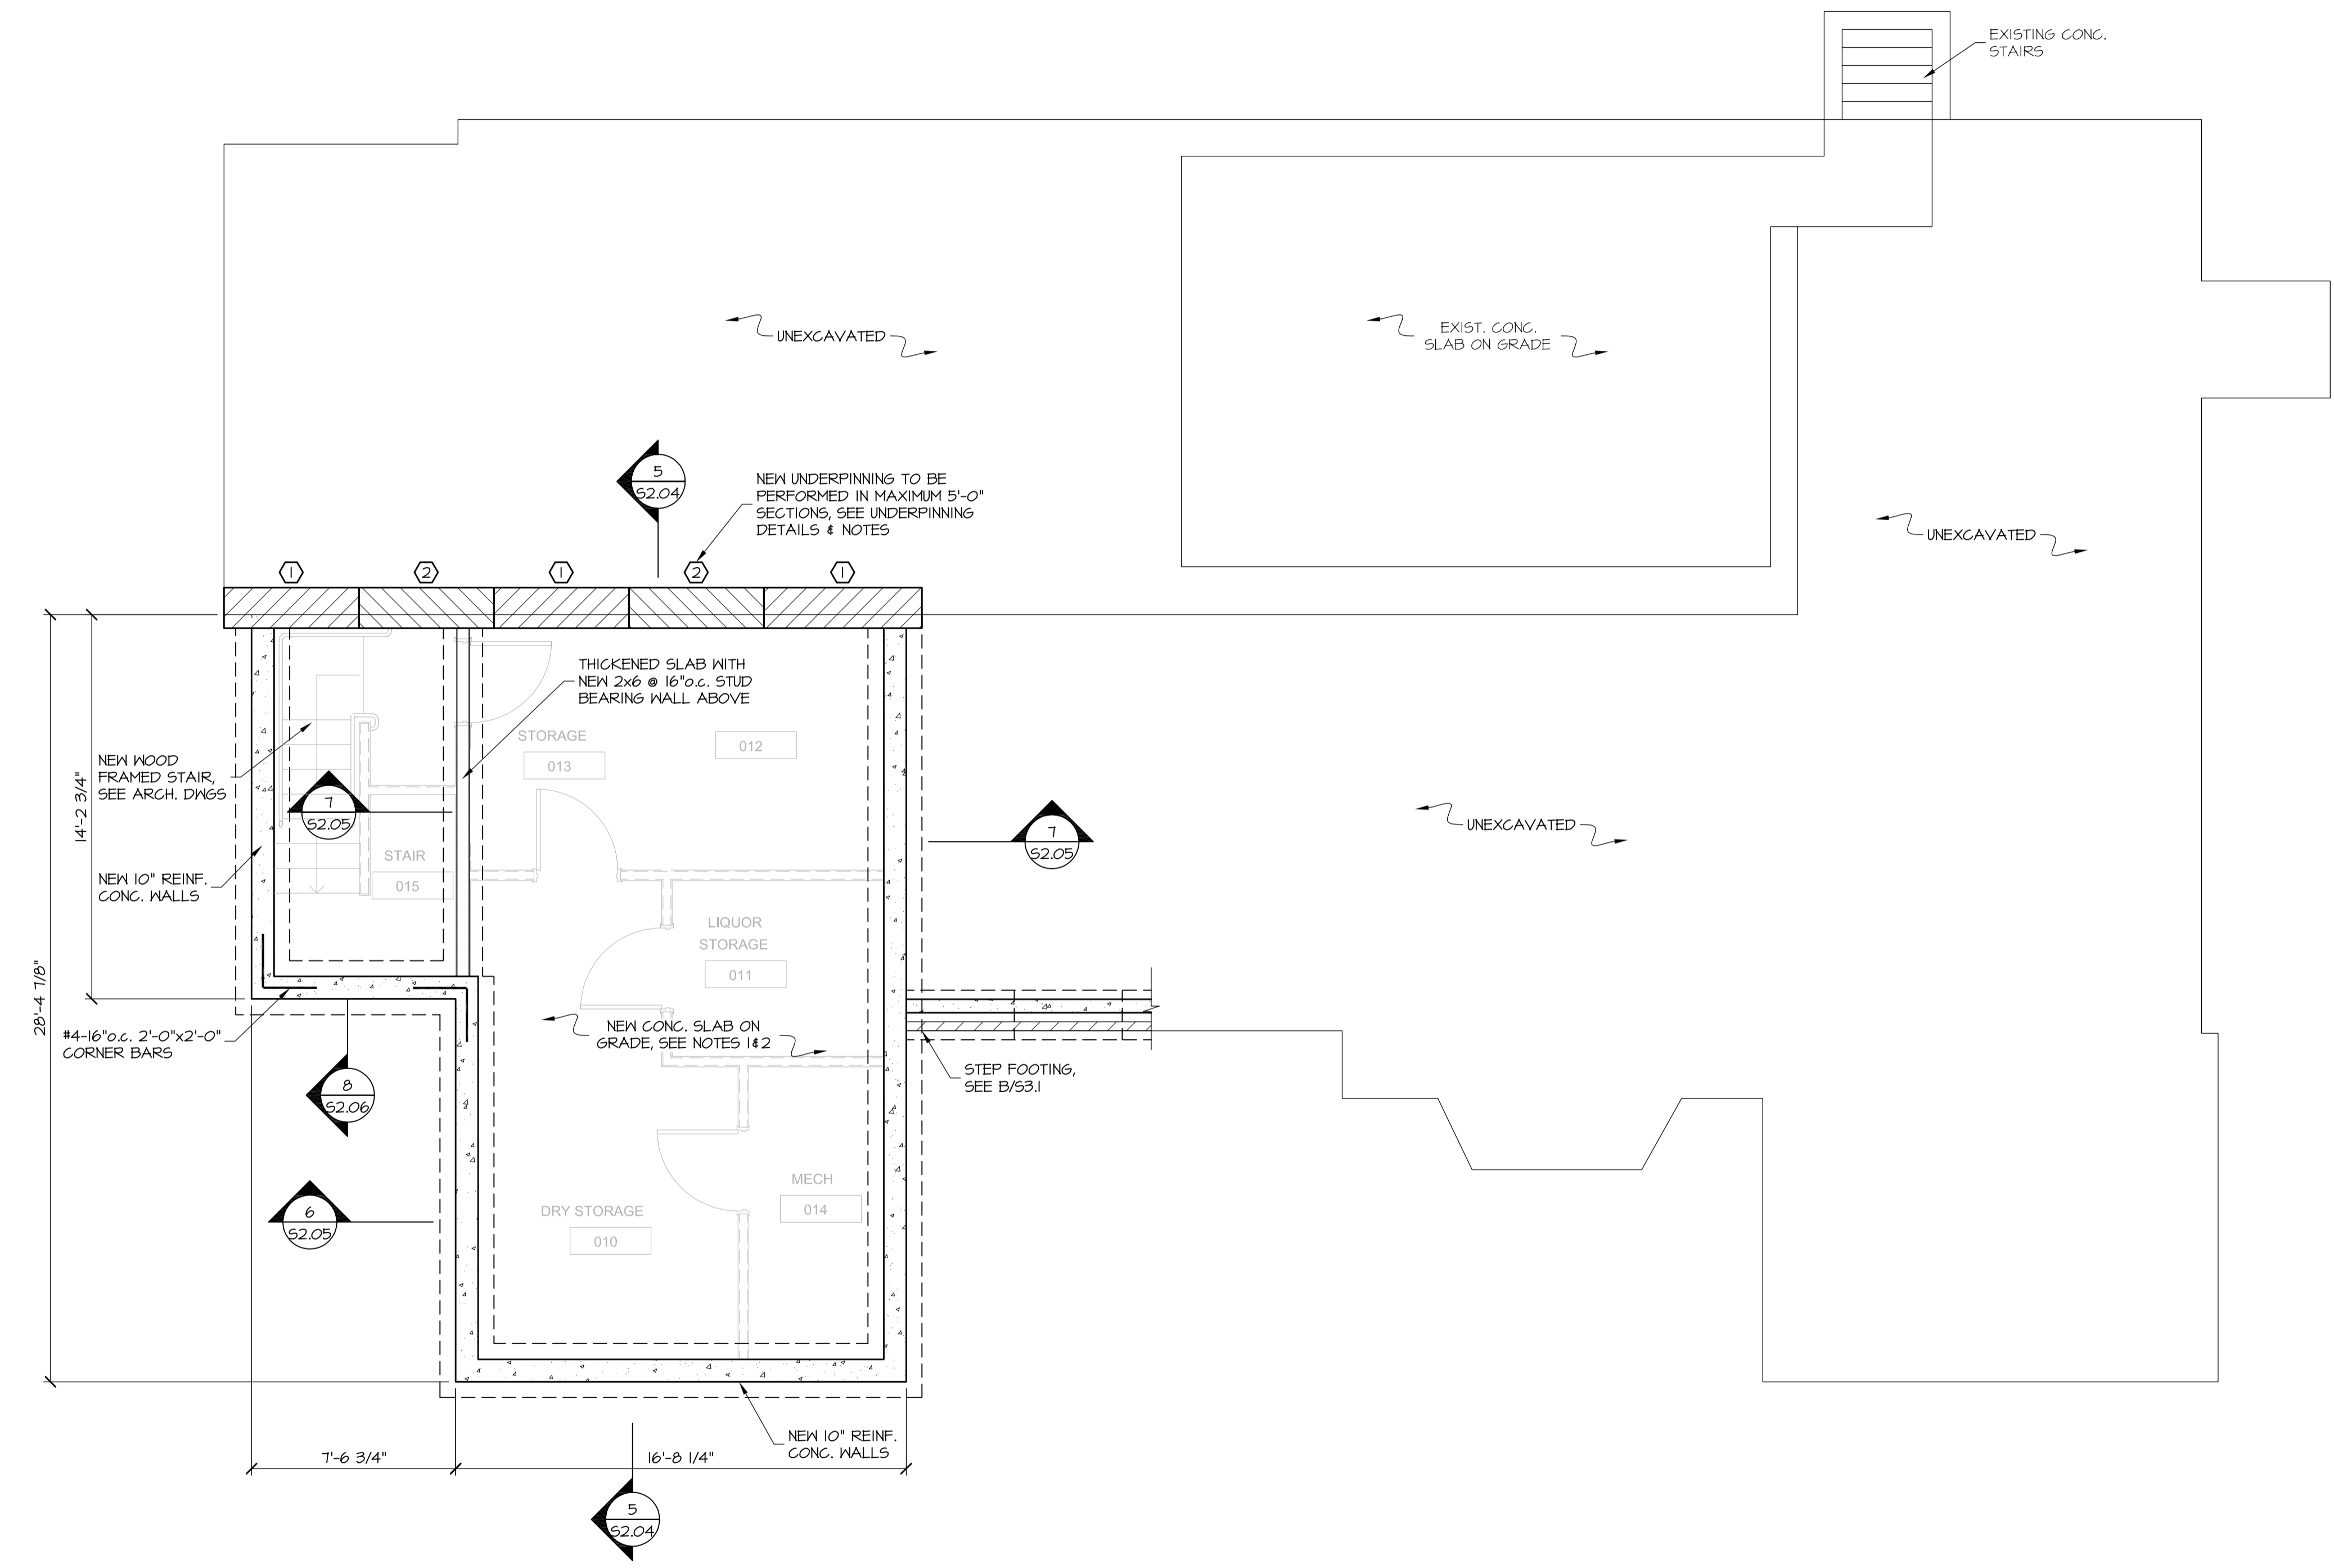 EXISTING CONC.
STAIRS
UNEXCAVATED
EXIST. CONC.
SLAB ON GRADE
5
S2.04
NEW UNDERPINNING TO BE
PERFORMED IN MAXIMUM 5'-0"
SECTIONS, SEE UNDERPINNING
DETAILS & NOTES
UNEXCAVATED
1
2
1
2
1
THICKENED SLAB WITH
NEW 2x6 @ 16"o.c. STUD
BEARING WALL ABOVE
STORAGE
013
012
NEW WOOD
FRAMED STAIR,
SEE ARCH. DWGS
14'-2 3/4"
7
S2.05
7
S2.05
UNEXCAVATED
STAIR
015
NEW 10" REINF.
CONC. WALLS
LIQUOR
STORAGE
011
28'-4 7/8"
#4-16"o.c. 2'-0"x2'-0"
CORNER BARS
NEW CONC. SLAB ON
GRADE, SEE NOTES 1&2
STEP FOOTING,
SEE B/S3.1
8
S2.06
6
S2.05
DRY STORAGE
010
MECH
014
NEW 10" REINF.
CONC. WALLS
7'-6 3/4"
16'-8 1/4"
5
S2.04